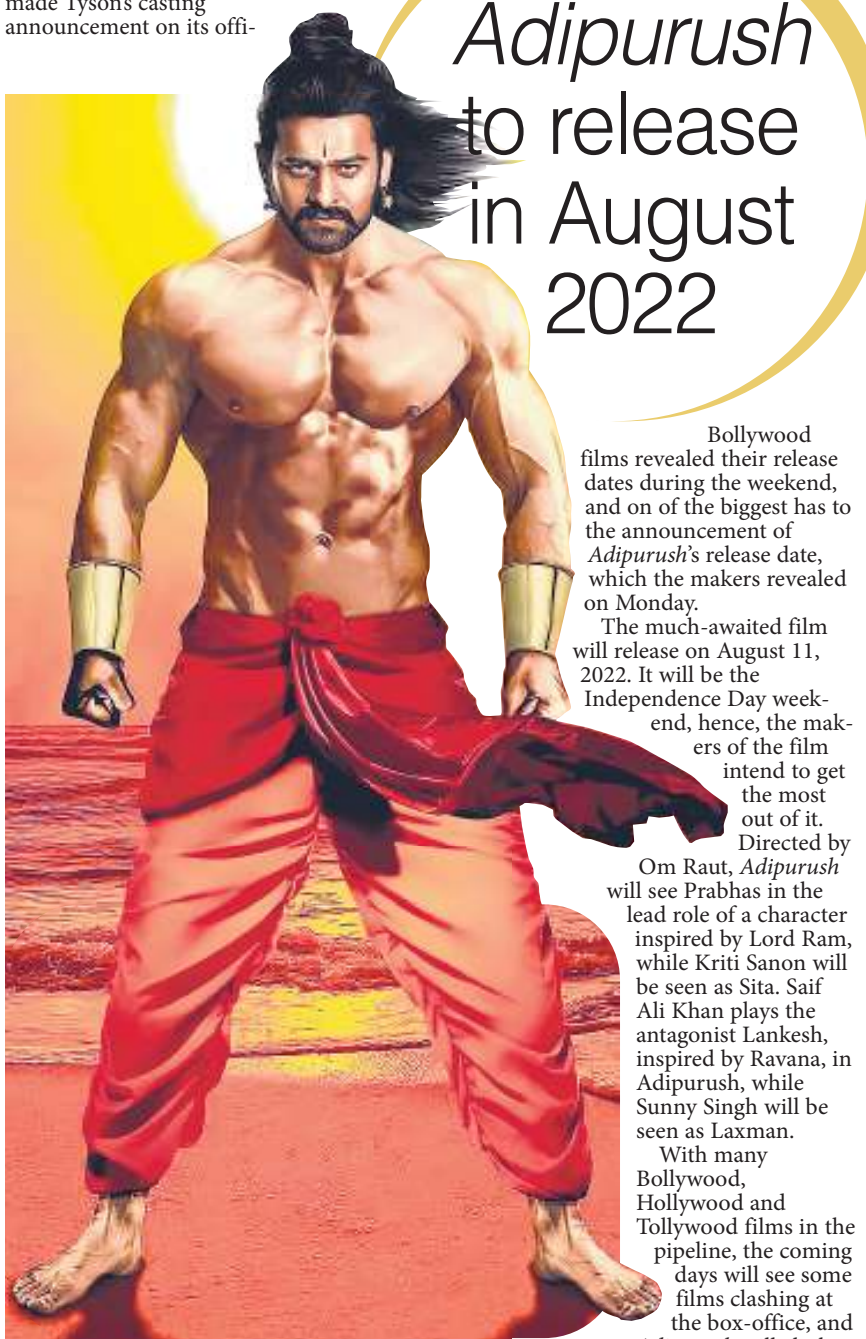 made Tyson's casting
announcement on its offi-
Adipurush
to release
in August
2022
Bollywood
films revealed their release
dates during the weekend,
and on of the biggest has to
the announcement of
Adipurush's release date,
which the makers revealed
on Monday.
The much-awaited film
will release on August 11,
2022. It will be the
Independence Day week-
end, hence, the mak-
ers of the film
intend to get
the most
out of it.
Directed by
Om Raut, Adipurush
will see Prabhas in the
lead role of a character
inspired by Lord Ram,
while Kriti Sanon will
be seen as Sita. Saif
Ali Khan plays the
antagonist Lankesh,
inspired by Ravana, in
Adipurush, while
Sunny Singh will be
seen as Laxman.
With many
Bollywood,
Hollywood and
Tollywood films in the
pipeline, the coming
days will see some
films clashing at
the box-office, and